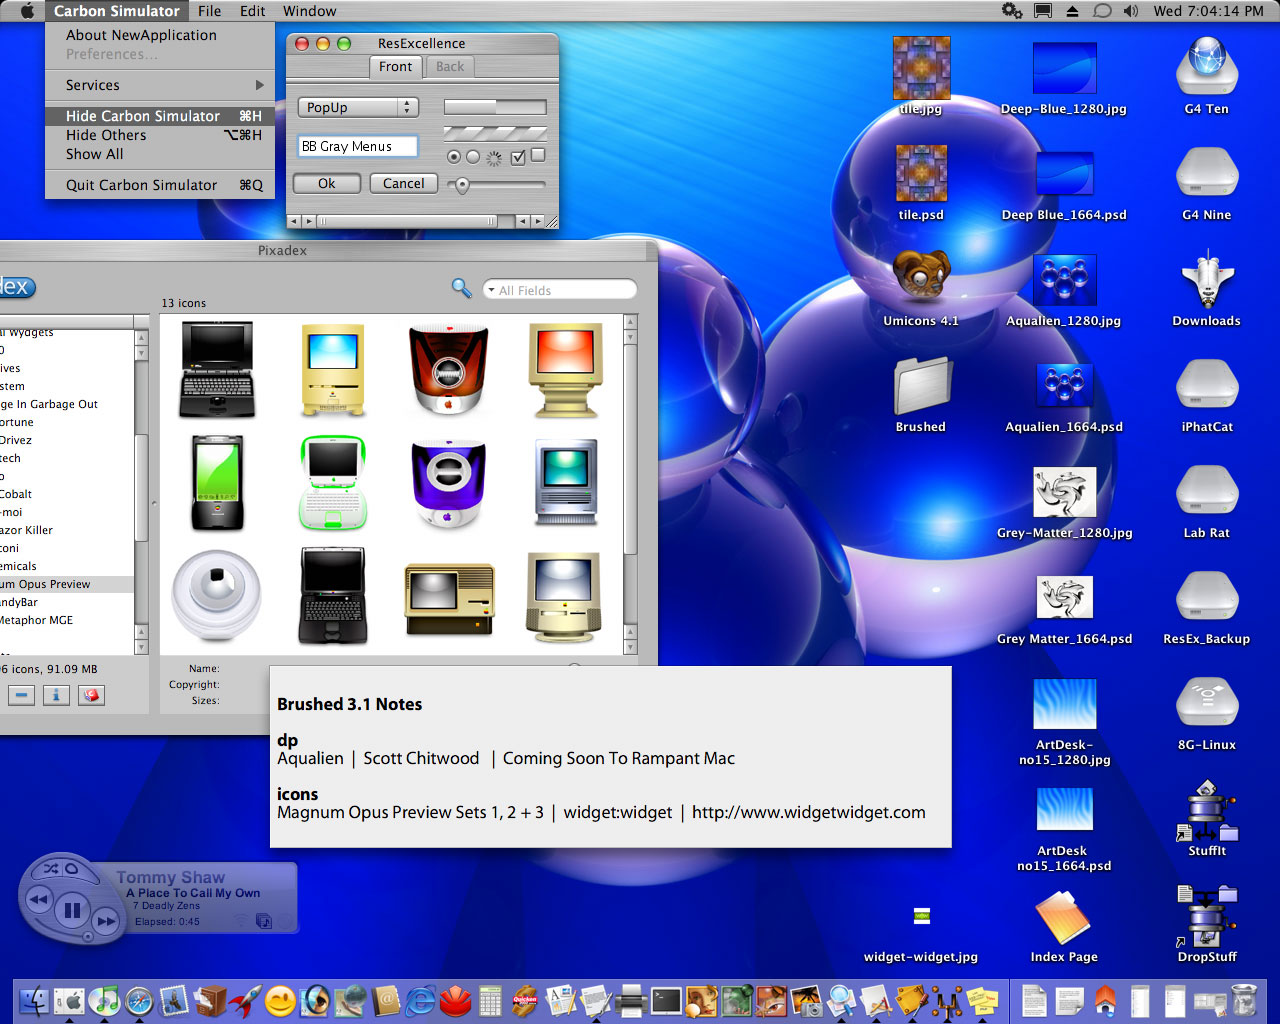 Carbon Simulator File Edit Window
Wed 7:04:14 PM
About NewApplication
Preferences...
Services
Hide Carbon Simulator ⌘H
Hide Others ⌥⌘H
Show All
Quit Carbon Simulator ⌘Q
ResExcellence
Front Back
PopUp
BB Gray Menus
Ok Cancel
Pixadex
dex
13 icons
All Fields
al Wydgets
0
ives
stem
ge In Garbage Out
ortune
Drivez
tech
o
Cobalt
-moi
azor Killer
coni
emicals
um Opus Preview
andyBar
Metaphor MGE
96 icons, 91.09 MB
Name:
Copyright:
Sizes:
Brushed 3.1 Notes
dp
Aqualien | Scott Chitwood | Coming Soon To Rampant Mac
icons
Magnum Opus Preview Sets 1, 2 + 3 | widget:widget | http://www.widgetwidget.com
Tommy Shaw
A Place To Call My Own
7 Deadly Zens
Elapsed: 0:45
tile.jpg
Deep-Blue_1280.jpg
G4 Ten
tile.psd
Deep Blue_1664.psd
G4 Nine
Umicons 4.1
Aqualien_1280.jpg
Downloads
Brushed
Aqualien_1664.psd
iPhatCat
Grey-Matter_1280.jpg
Lab Rat
Grey Matter_1664.psd
ResEx_Backup
ArtDesk-
no15_1280.jpg
8G-Linux
ArtDesk
no15_1664.psd
StuffIt
widget-widget.jpg
Index Page
DropStuff
Quicken